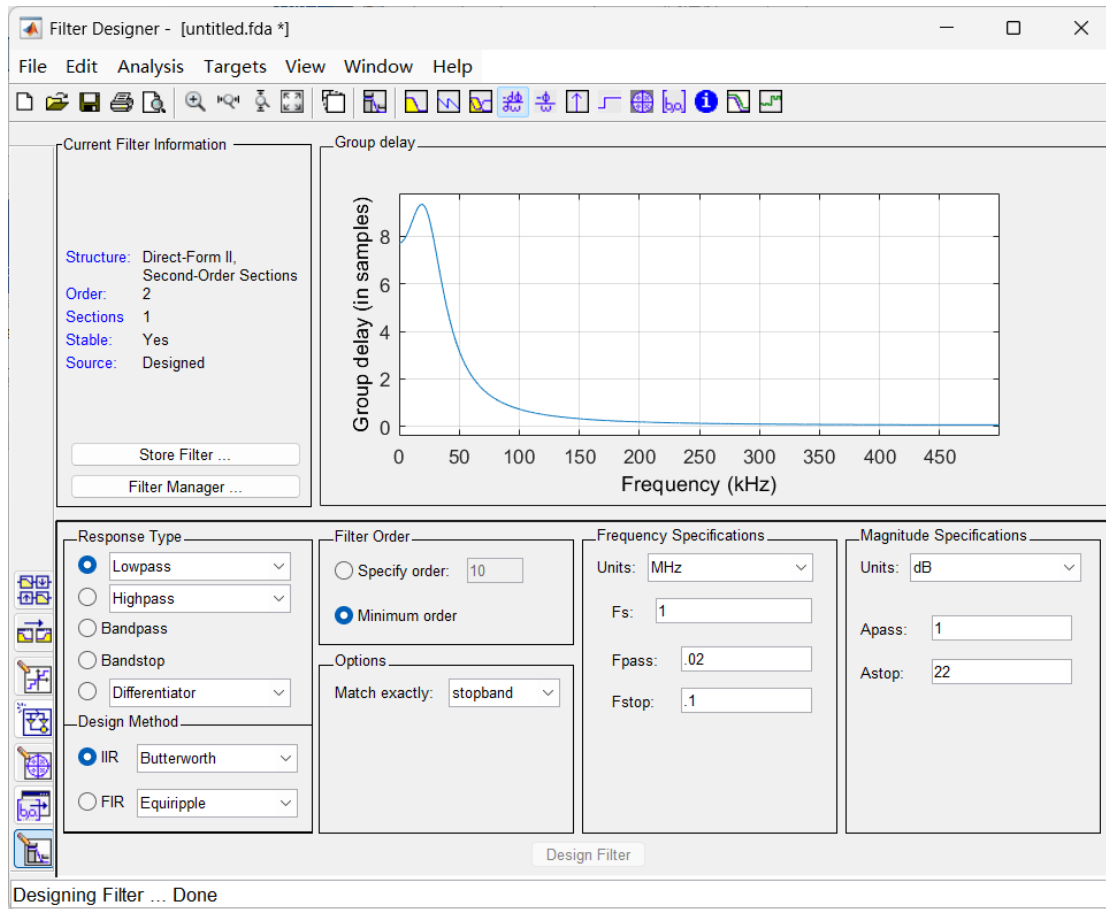 Filter Designer - [untitled.fda *]
File Edit Analysis Targets View Window Help
Current Filter Information
Structure: Direct-Form II,
Second-Order Sections
Order: 2
Sections 1
Stable: Yes
Source: Designed
Store Filter ...
Filter Manager ...
Group delay
Group delay (in samples)
8
6
4
2
0
0 50 100 150 200 250 300 350 400 450
Frequency (kHz)
Response Type
Lowpass
Highpass
Bandpass
Bandstop
Differentiator
Design Method
IIR Butterworth
FIR Equiripple
Filter Order
Specify order: 10
Minimum order
Options
Match exactly: stopband
Frequency Specifications
Units: MHz
Fs: 1
Fpass: .02
Fstop: .1
Magnitude Specifications
Units: dB
Apass: 1
Astop: 22
Design Filter
Designing Filter ... Done